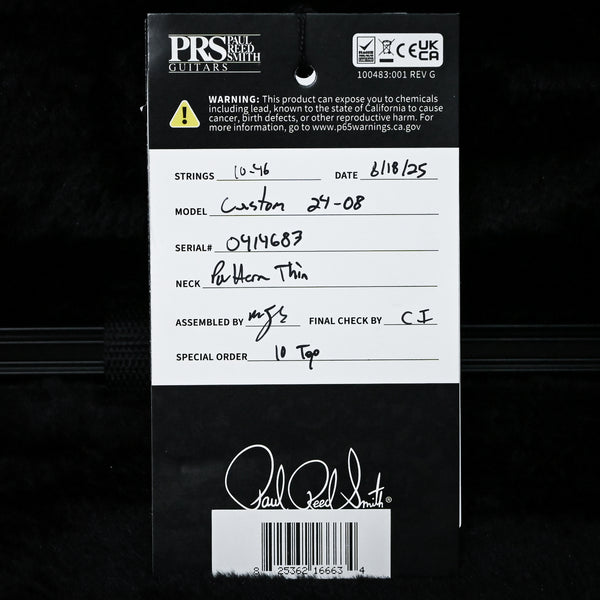 PRS PAUL REED SMITH
GUITARS
CE UK CA
100483:001 REV G
WARNING: This product can expose you to chemicals
including lead, known to the state of California to cause
cancer, birth defects, or other reproductive harm. For
more information, go to www.p65warnings.ca.gov
STRINGS 10-46 DATE 6/18/25
MODEL Custom 24-08
SERIAL# 0414683
NECK Pattern Thin
ASSEMBLED BY FINAL CHECK BY CI
SPECIAL ORDER 10 Top
Paul Reed Smith®
8 25362 16663 4